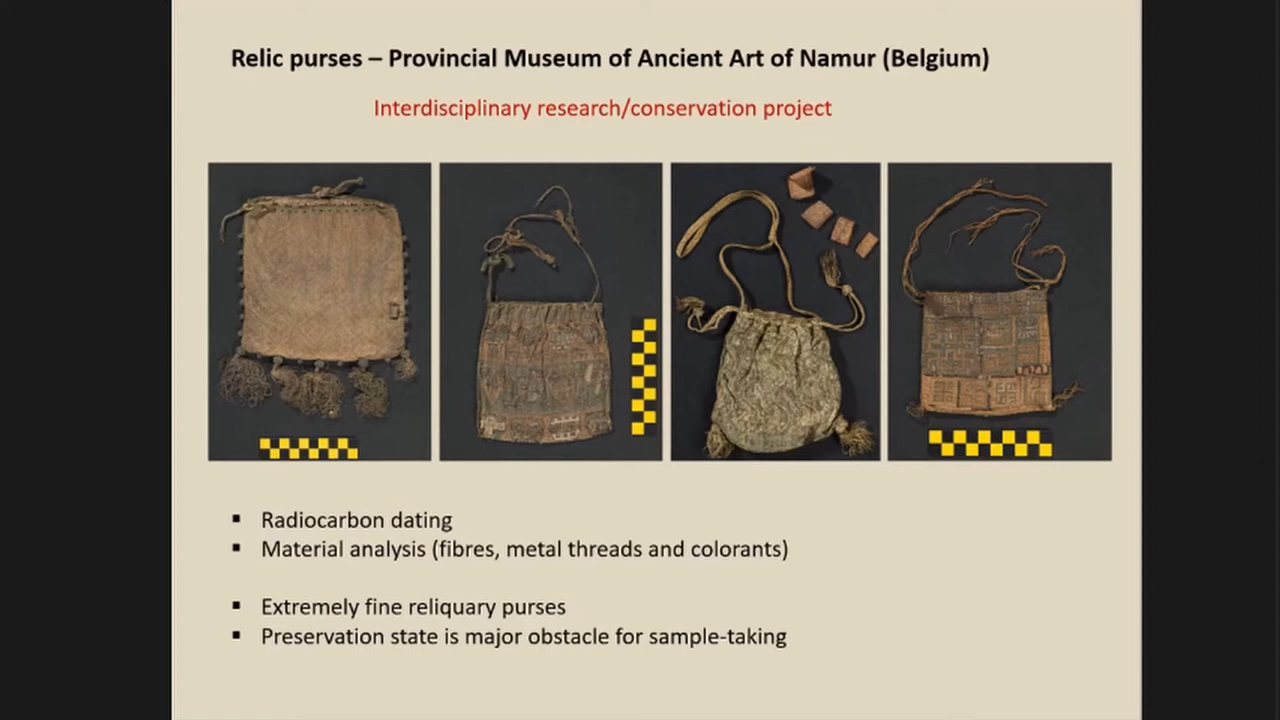 Relic purses – Provincial Museum of Ancient Art of Namur (Belgium)
Interdisciplinary research/conservation project
▪ Radiocarbon dating
▪ Material analysis (fibres, metal threads and colorants)
▪ Extremely fine reliquary purses
▪ Preservation state is major obstacle for sample-taking